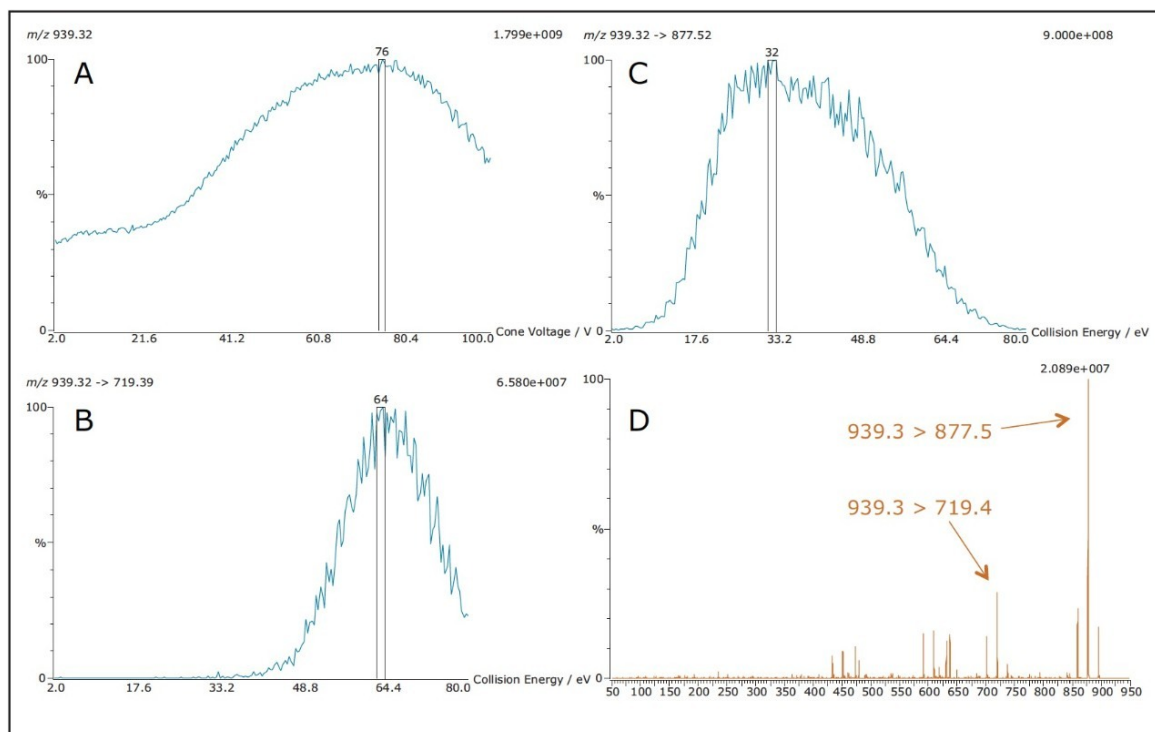 m/z 939.32
1.799e+009
A
76
100
%
0
2.0 21.6 41.2 60.8 80.4 100.0
Cone Voltage / V
m/z 939.32 -> 877.52
9.000e+008
C
32
100
%
0
2.0 17.6 33.2 48.8 64.4 80.0
Collision Energy / eV
m/z 939.32 -> 719.39
6.580e+007
B
64
100
%
0
2.0 17.6 33.2 48.8 64.4 80.0
Collision Energy / eV
2.089e+007
D
100
%
0
939.3 > 877.5
939.3 > 719.4
50 100 150 200 250 300 350 400 450 500 550 600 650 700 750 800 850 900 950